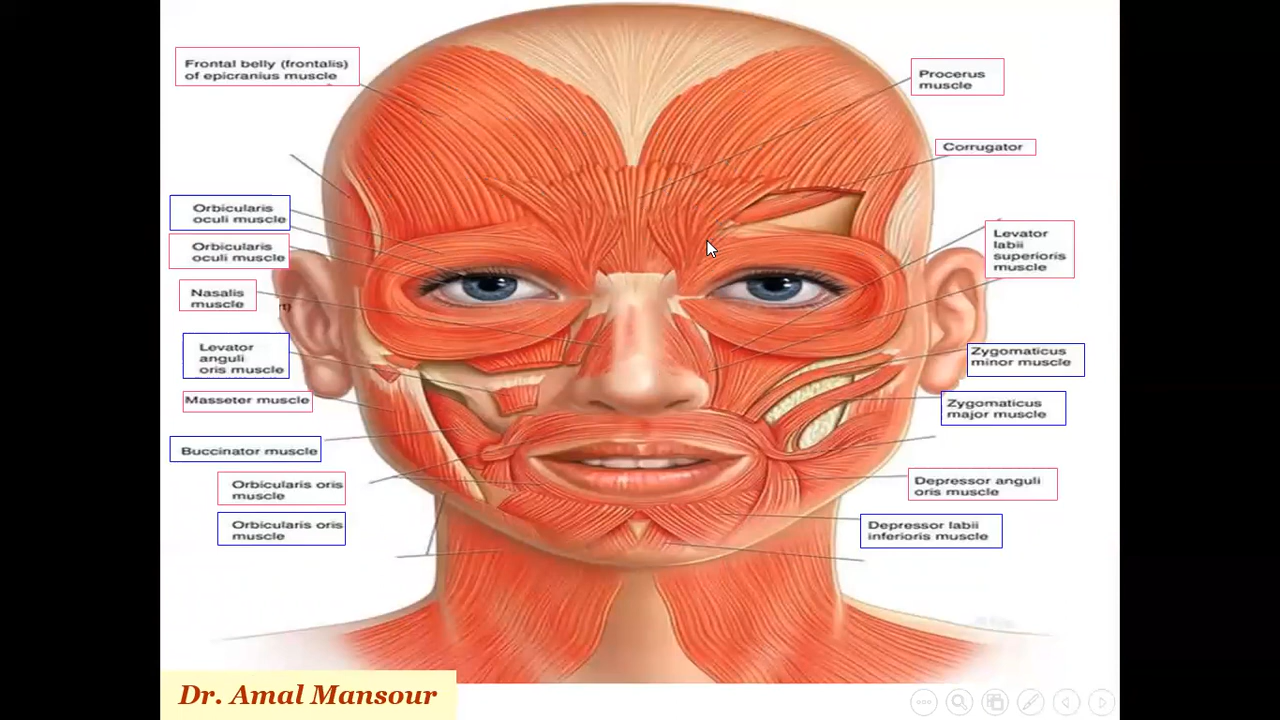 Frontal belly (frontalis)
of epicranius muscle
Orbicularis
oculi muscle
Orbicularis
oculi muscle
Nasalis
muscle
Levator
anguli
oris muscle
Masseter muscle
Buccinator muscle
Orbicularis oris
muscle
Orbicularis oris
muscle
Procerus
muscle
Corrugator
Levator
labii
superioris
muscle
Zygomaticus
minor muscle
Zygomaticus
major muscle
Depressor anguli
oris muscle
Depressor labii
inferioris muscle
Dr. Amal Mansour